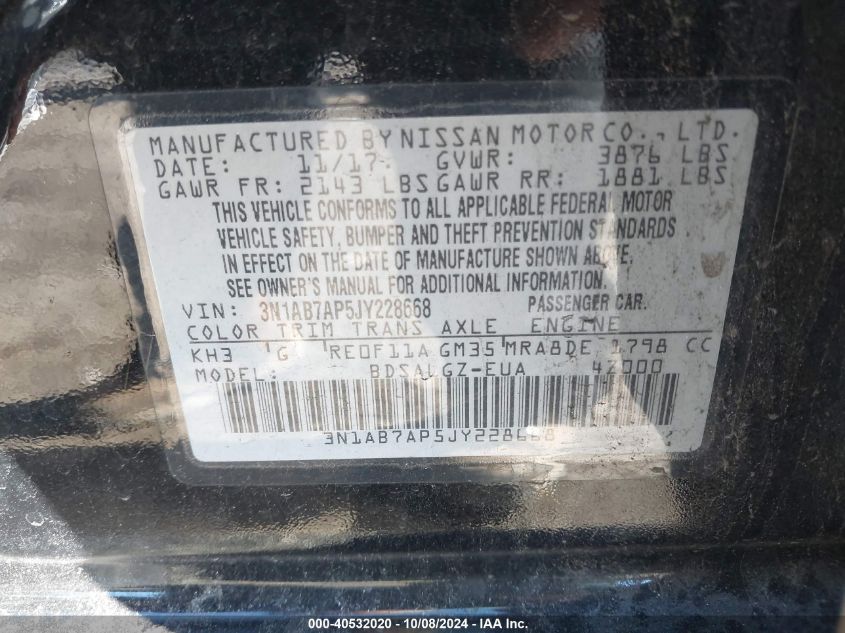 MANUFACTURED BY NISSAN MOTOR CO., LTD.
DATE: 11/17 GVWR: 3876 LBS
GAWR FR: 2143 LBS GAWR RR: 1881 LBS
THIS VEHICLE CONFORMS TO ALL APPLICABLE FEDERAL MOTOR
VEHICLE SAFETY, BUMPER AND THEFT PREVENTION STANDARDS
IN EFFECT ON THE DATE OF MANUFACTURE SHOWN ABOVE,
SEE OWNER'S MANUAL FOR ADDITIONAL INFORMATION.
VIN: 3N1AB7AP5JY228668 PASSENGER CAR.
COLOR TRIM TRANS AXLE ENGINE
KH3 G RE0F11A GM35 MRA8DE 1798 CC
MODEL: BDSALGZ-EUA 42000
3N1AB7AP5JY228668
000-40532020 - 10/08/2024 - IAA Inc.